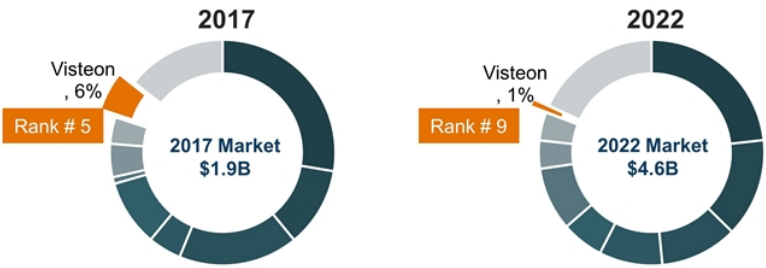 2017
Visteon
, 6%
Rank # 5
2017 Market
$1.9B
2022
Visteon
, 1%
Rank # 9
2022 Market
$4.6B